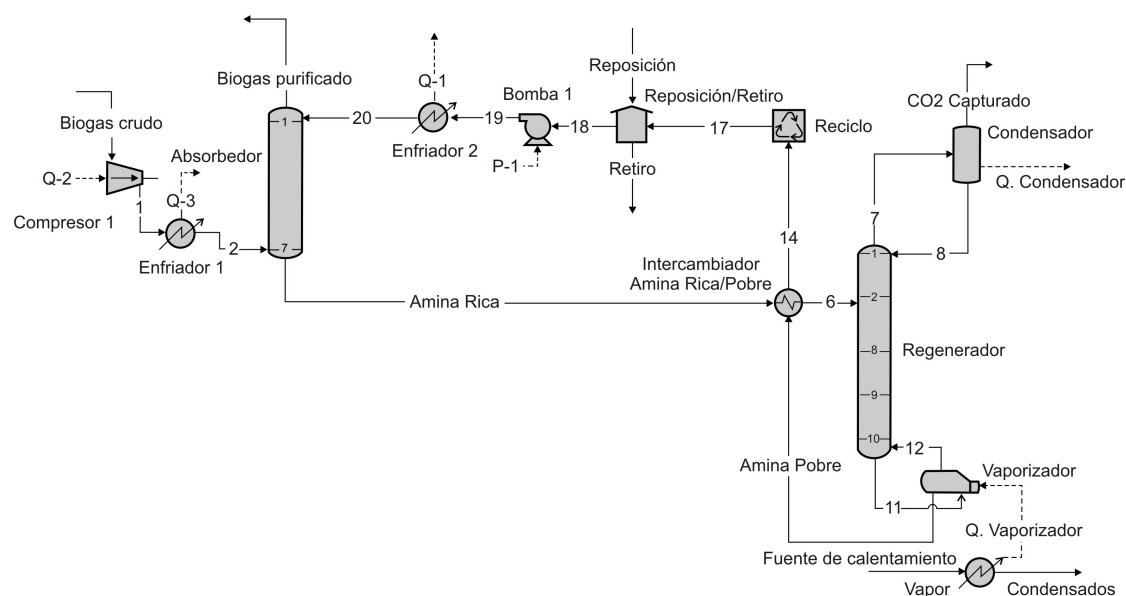 Reposición
Q-1
Bomba 1
Reposición/Retiro
CO2 Capturado
Biogas purificado
Biogas crudo
1
20
19
18
17
Reciclo
Condensador
Absorbedor
Enfriador 2
P-1
Retiro
Q. Condensador
Q-2
Q-3
1
Compresor 1
7
14
2
7
Enfriador 1
Intercambiador
Amina Rica/Pobre
1
8
Amina Rica
6
2
8
Regenerador
9
10
12
Amina Pobre
Vaporizador
11
Q. Vaporizador
Fuente de calentamiento
Vapor
Condensados